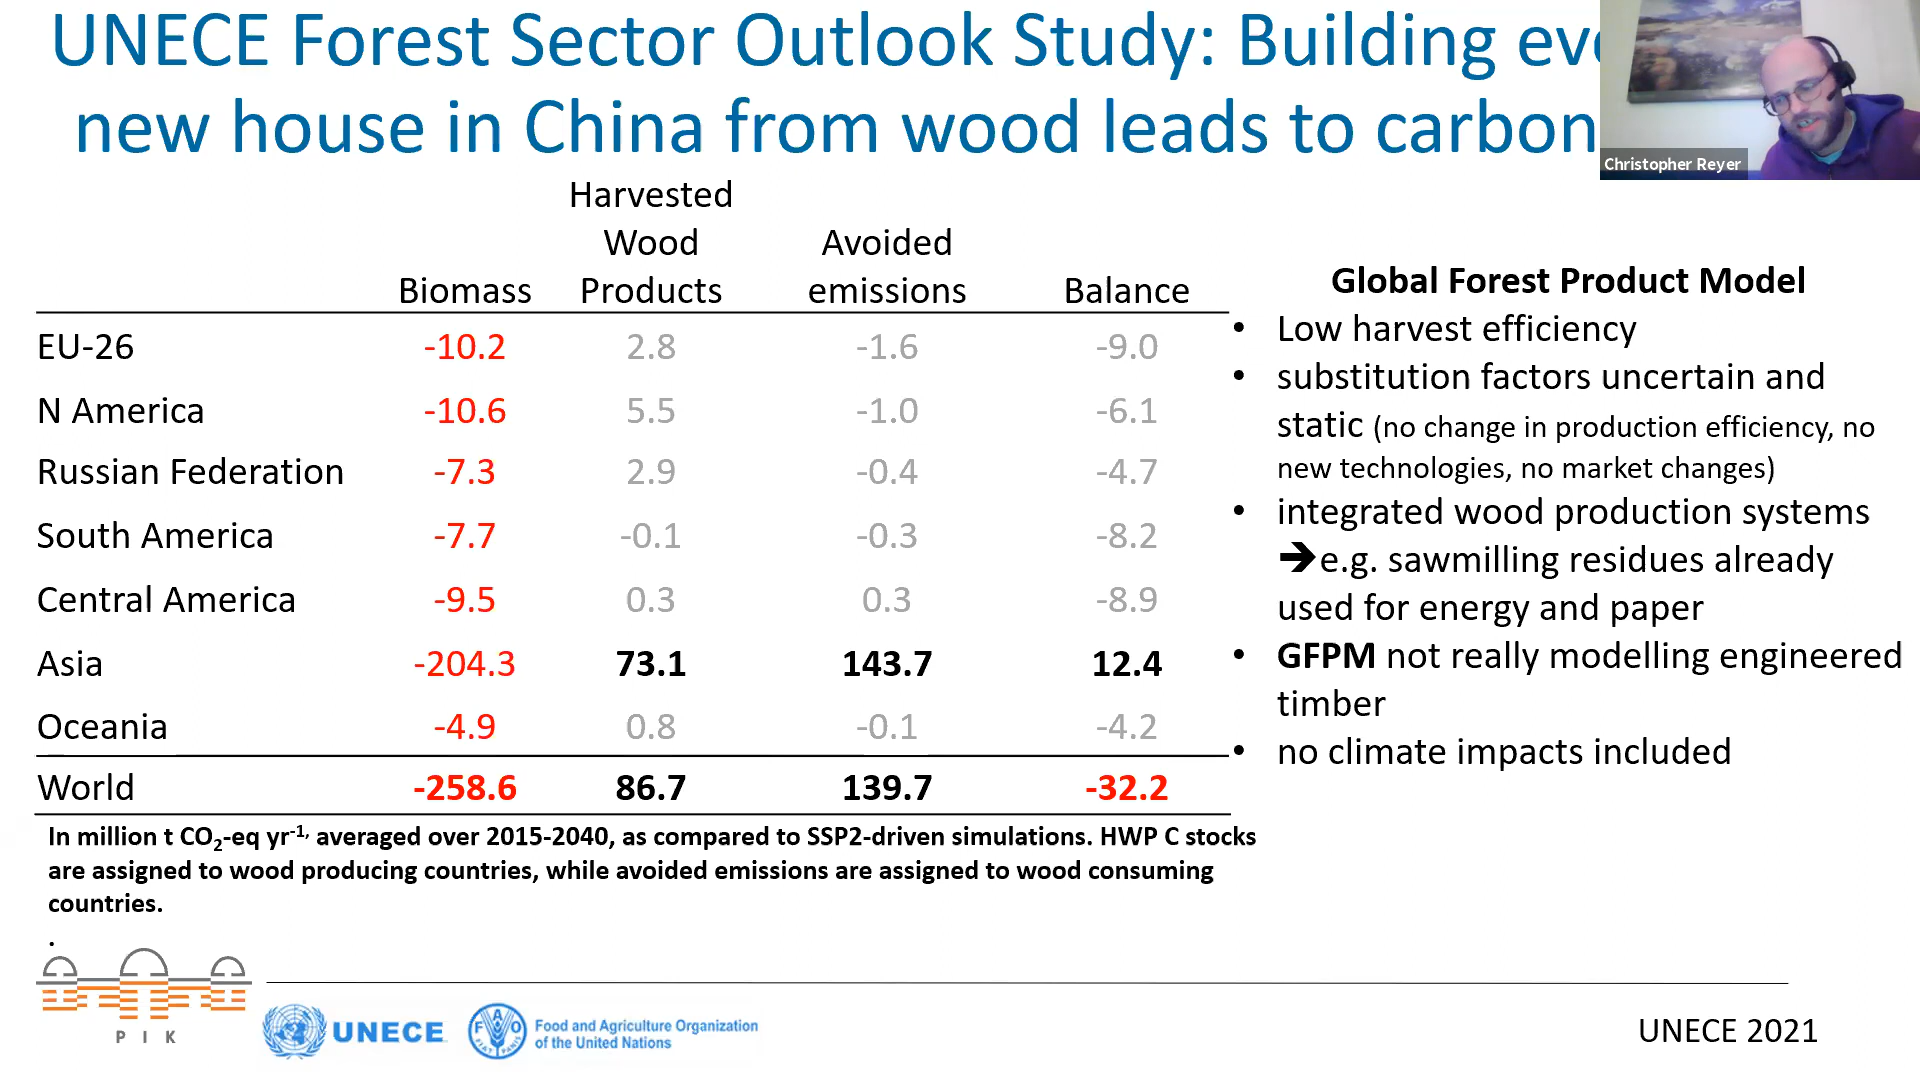 UNECE Forest Sector Outlook Study: Building
new house in China from wood leads to carbon
Christopher Reyer
Harvested
Wood Avoided
Biomass Products emissions Balance
EU-26 -10.2 2.8 -1.6 -9.0
N America -10.6 5.5 -1.0 -6.1
Russian Federation -7.3 2.9 -0.4 -4.7
South America -7.7 -0.1 -0.3 -8.2
Central America -9.5 0.3 0.3 -8.9
Asia -204.3 73.1 143.7 12.4
Oceania -4.9 0.8 -0.1 -4.2
World -258.6 86.7 139.7 -32.2
In million t CO₂-eq yr⁻¹, averaged over 2015-2040, as compared to SSP2-driven simulations. HWP C stocks
are assigned to wood producing countries, while avoided emissions are assigned to wood consuming
countries.
.
Global Forest Product Model
• Low harvest efficiency
• substitution factors uncertain and
static (no change in production efficiency, no
new technologies, no market changes)
• integrated wood production systems
➔e.g. sawmilling residues already
used for energy and paper
• GFPM not really modelling engineered
timber
• no climate impacts included
P I K
UNECE
F A O
FIAT PANIS
Food and Agriculture Organization
of the United Nations
UNECE 2021